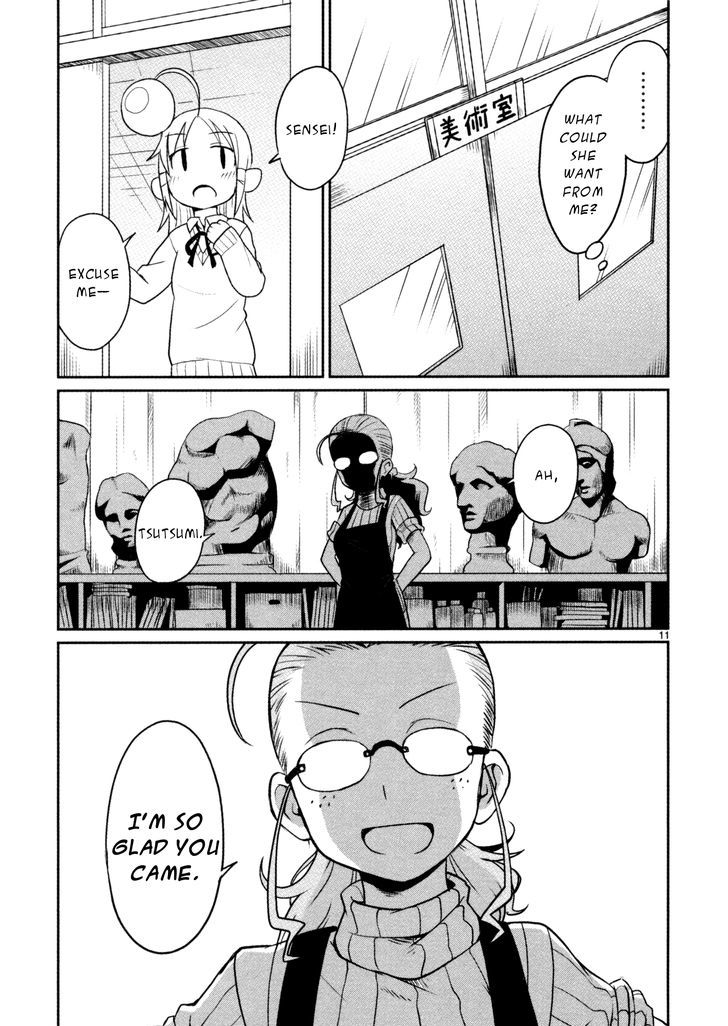 .........
WHAT
COULD
SHE
WANT
FROM
ME?
美術室
SENSEI!
EXCUSE
ME—
AH,
TSUTSUMI.
11
I'M SO
GLAD YOU
CAME.